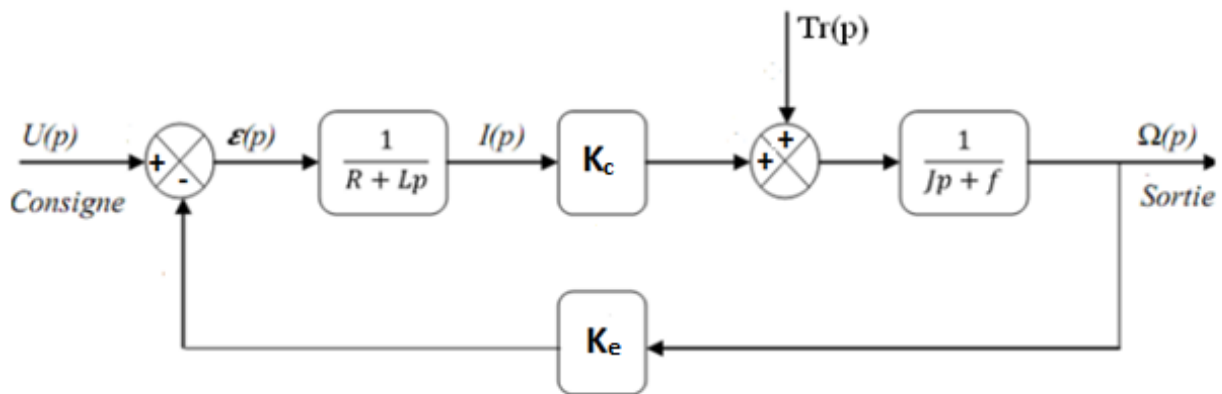 Tr(p)
U(p)
Consigne
+
-
ε(p)
1
R + Lp
I(p)
Kc
+
+
1
Jp + f
Ω(p)
Sortie
Ke